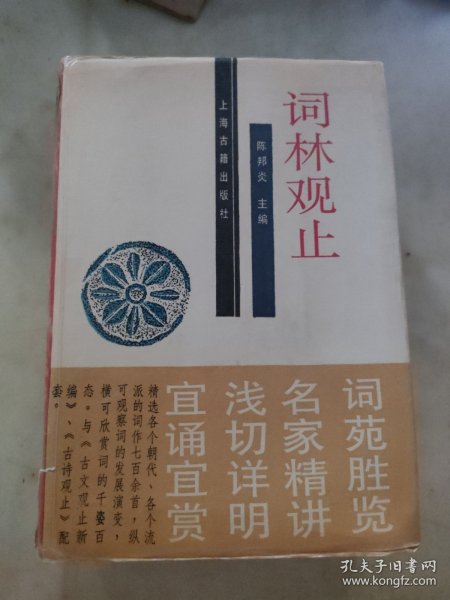 词林观止
陈邦炎 主编
上海古籍出版社
词苑胜览
名家精讲
浅切详明
宜诵宜赏
精选各个朝代、各个流
派的词作七百余首，纵
可观察词的发展演变，
横可欣赏词的千姿百
态。与《古文观止新
编》、《古诗观止》配
套。
孔夫子旧书网
www.kongfz.com